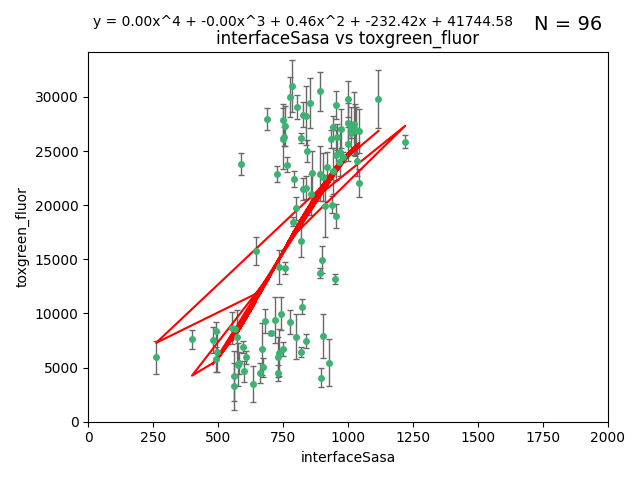 y = 0.00x^4 + -0.00x^3 + 0.46x^2 + -232.42x + 41744.58
N = 96
interfaceSasa vs toxgreen_fluor
30000
25000
20000
15000
10000
5000
0
toxgreen_fluor
0 250 500 750 1000 1250 1500 1750 2000
interfaceSasa